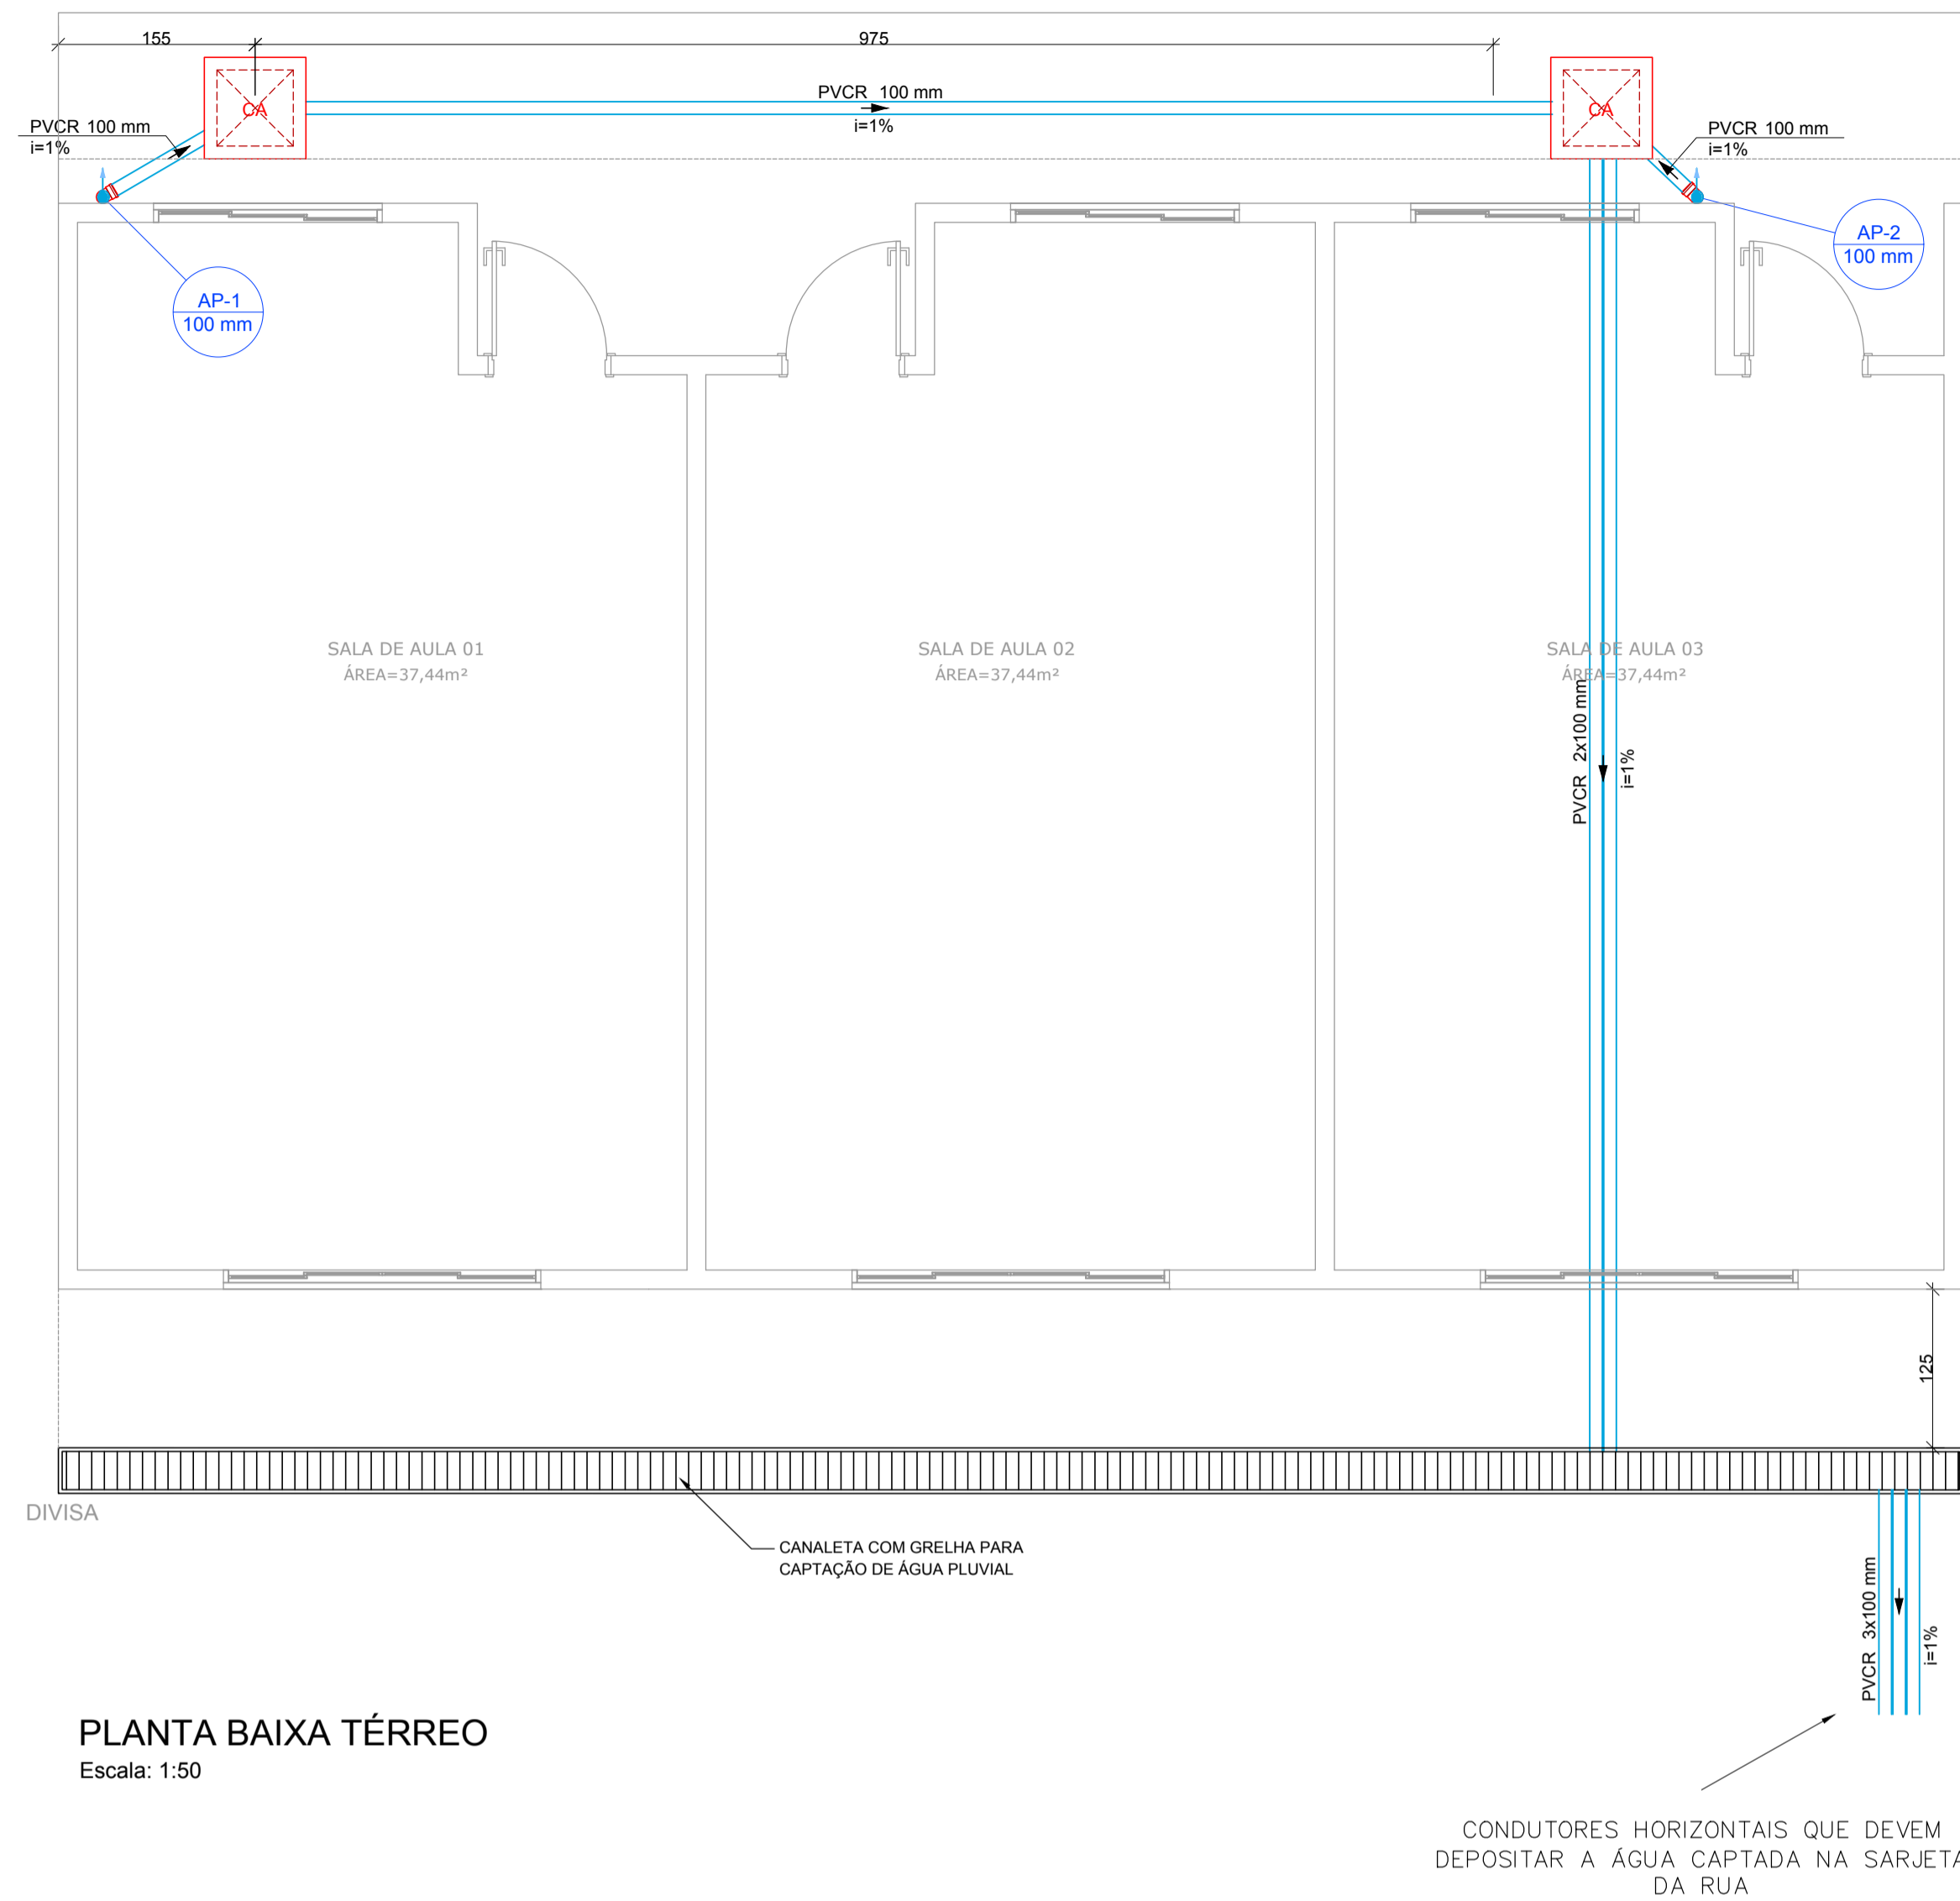 155
975
CA
CA
PVCR 100 mm
i=1%
PVCR 100 mm
i=1%
PVCR 100 mm
i=1%
AP-1
100 mm
AP-2
100 mm
SALA DE AULA 01
ÁREA=37,44m²
SALA DE AULA 02
ÁREA=37,44m²
SALA DE AULA 03
ÁREA=37,44m²
PVCR 2x100 mm
i=1%
125
DIVISA
CANALETA COM GRELHA PARA
CAPTAÇÃO DE ÁGUA PLUVIAL
PVCR 3x100 mm
i=1%
PLANTA BAIXA TÉRREO
Escala: 1:50
CONDUTORES HORIZONTAIS QUE DEVEM
DEPOSITAR A ÁGUA CAPTADA NA SARJETA
DA RUA